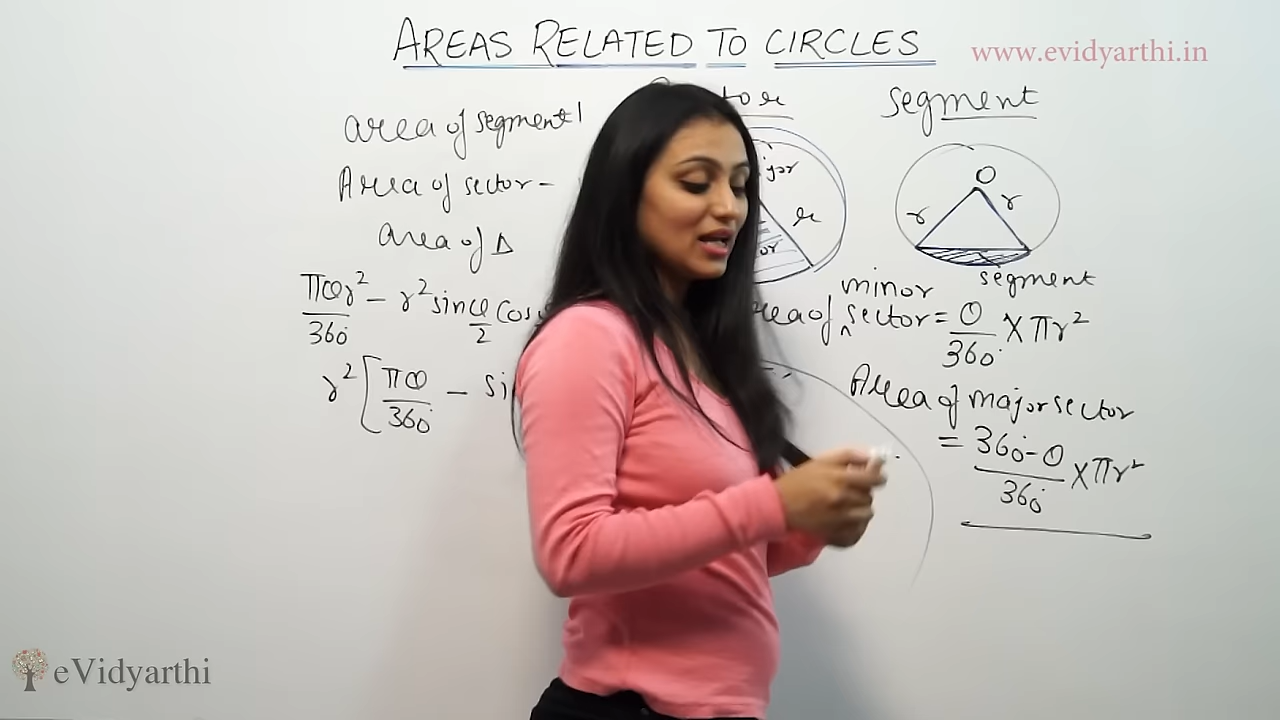 AREAS RELATED TO CIRCLES
www.evidyarthi.in
area of segment
Area of sector -
area of Δ
πθr²/360° - r² sin θ/2 cos
r² [ πθ/360° -
r
segment
O
r r
segment
minor
area of ^ sector = θ/360° × πr²
Area of major sector
= 360° - θ/360° × πr²
eVidyarthi